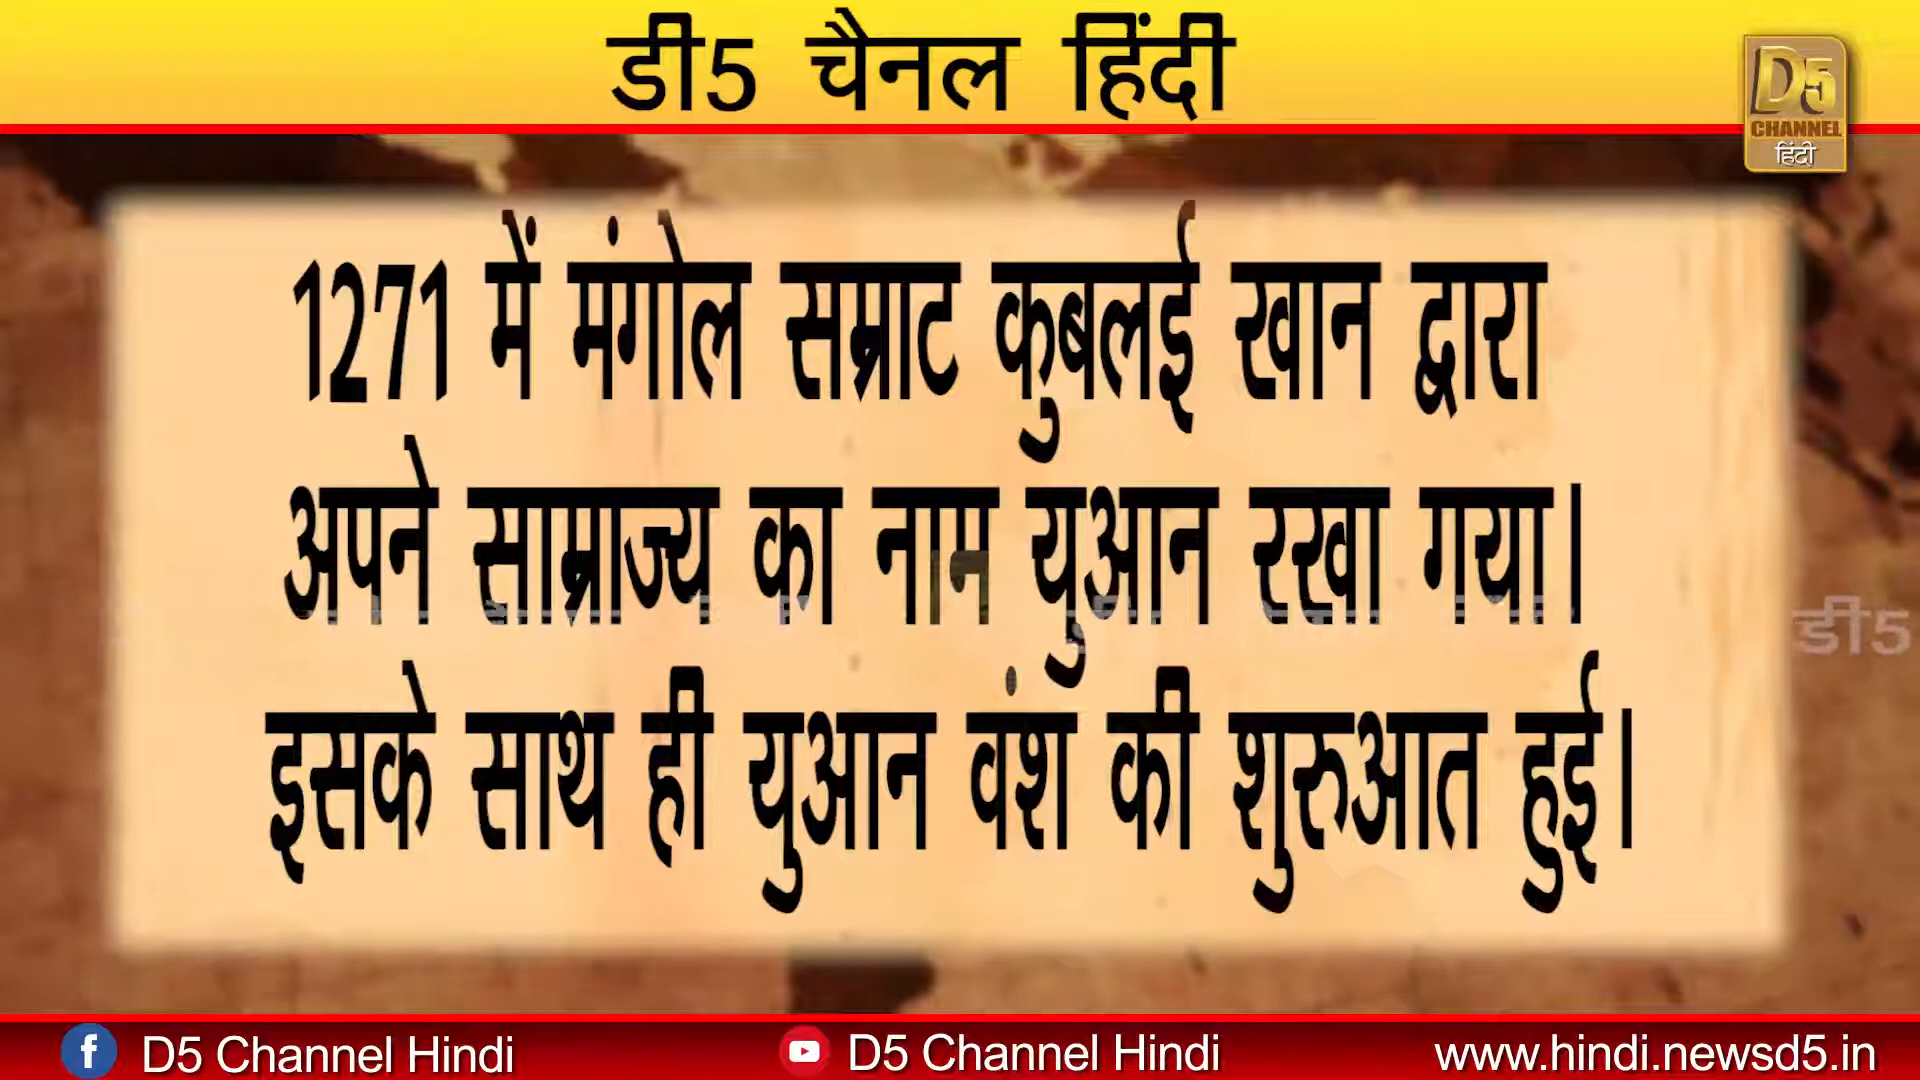 डी5 चैनल हिंदी
D5
CHANNEL
हिंदी
1271 में मंगोल सम्राट कुबलई खान द्वारा
अपने साम्राज्य का नाम युआन रखा गया।
डी5
इसके साथ ही युआन वंश की शुरुआत हुई।
D5 Channel Hindi
D5 Channel Hindi
www.hindi.newsd5.in